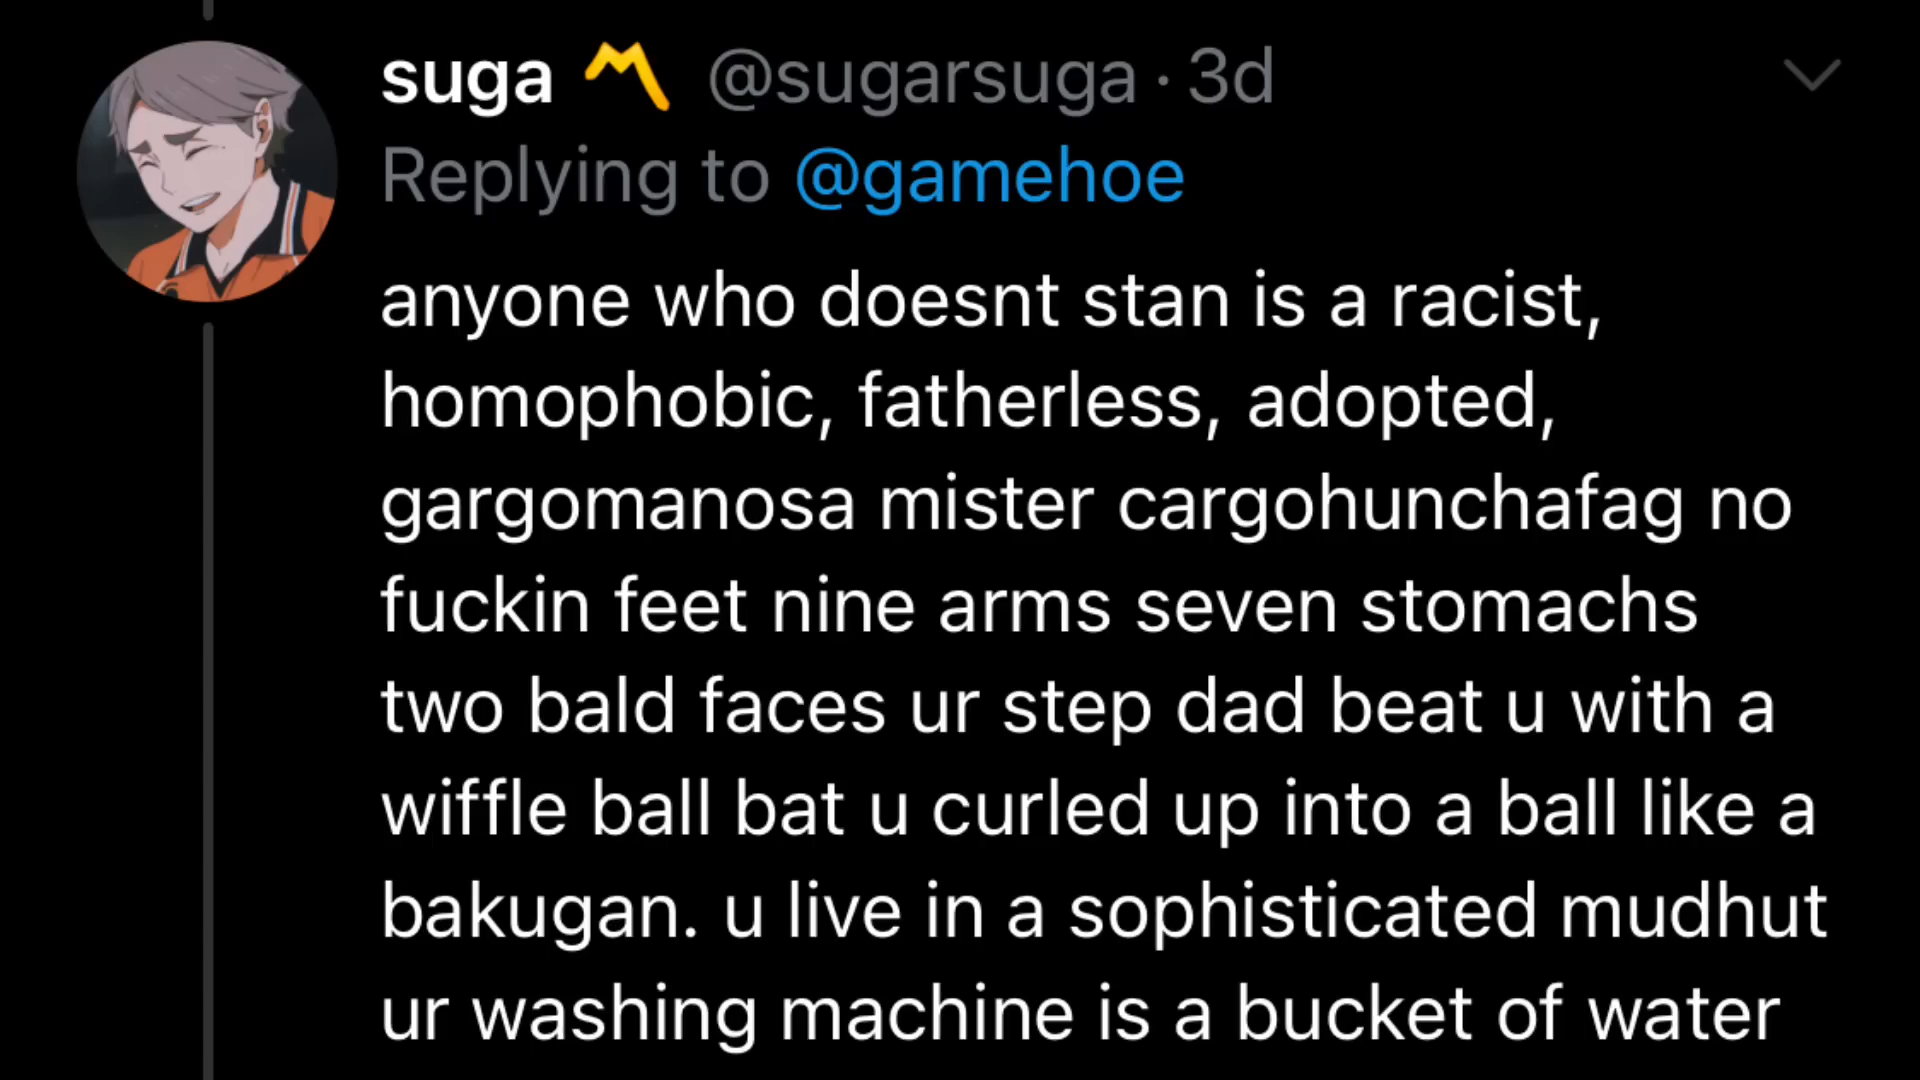 suga 〽️ @sugarsuga · 3d
Replying to @gamehoe
anyone who doesnt stan is a racist,
homophobic, fatherless, adopted,
gargomanosa mister cargohunchafag no
fuckin feet nine arms seven stomachs
two bald faces ur step dad beat u with a
wiffle ball bat u curled up into a ball like a
bakugan. u live in a sophisticated mudhut
ur washing machine is a bucket of water